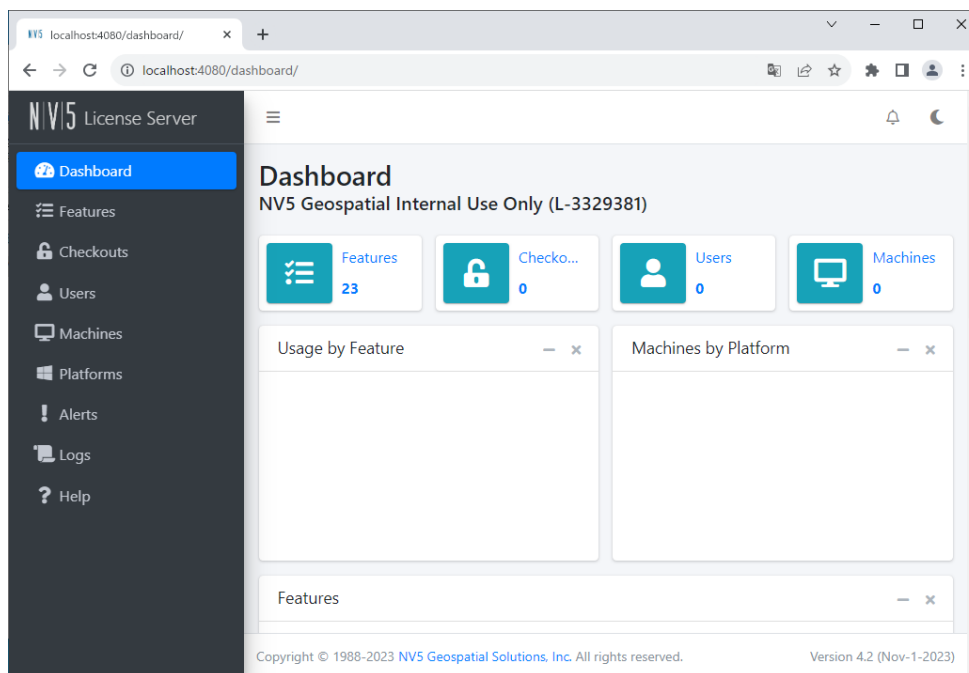 NV5 localhost:4080/dashboard/
localhost:4080/dashboard/
N|V|5 License Server
Dashboard
Features
Checkouts
Users
Machines
Platforms
Alerts
Logs
Help
Dashboard
NV5 Geospatial Internal Use Only (L-3329381)
Features
23
Checko...
0
Users
0
Machines
0
Usage by Feature
Machines by Platform
Features
Copyright © 1988-2023 NV5 Geospatial Solutions, Inc. All rights reserved.
Version 4.2 (Nov-1-2023)